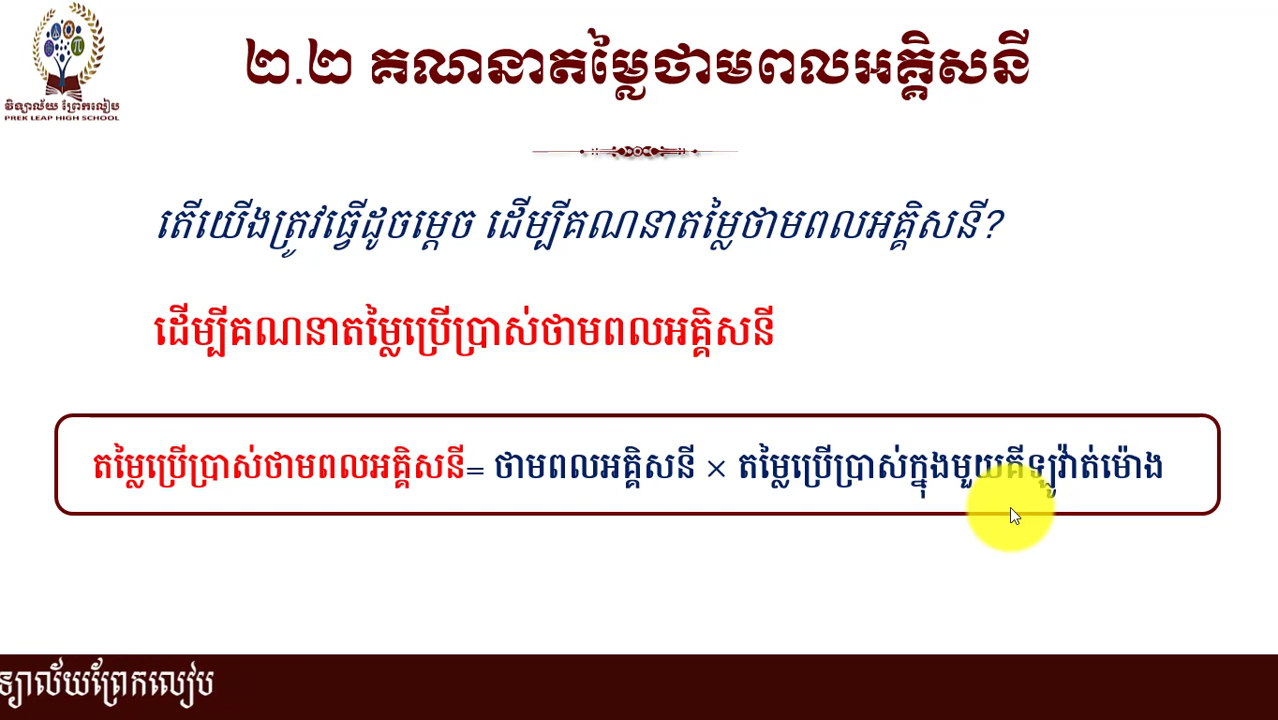 វិទ្យាល័យ ព្រែកលៀប
PREK LEAP HIGH SCHOOL
២.២ គណនាតម្លៃថាមពលអគ្គិសនី
តើយើងត្រូវធ្វើដូចម្ដេច ដើម្បីគណនាតម្លៃថាមពលអគ្គិសនី?
ដើម្បីគណនាតម្លៃប្រើប្រាស់ថាមពលអគ្គិសនី
តម្លៃប្រើប្រាស់ថាមពលអគ្គិសនី= ថាមពលអគ្គិសនី × តម្លៃប្រើប្រាស់ក្នុងមួយគីឡូវ៉ាត់ម៉ោង
ទ្យាល័យព្រែកលៀប